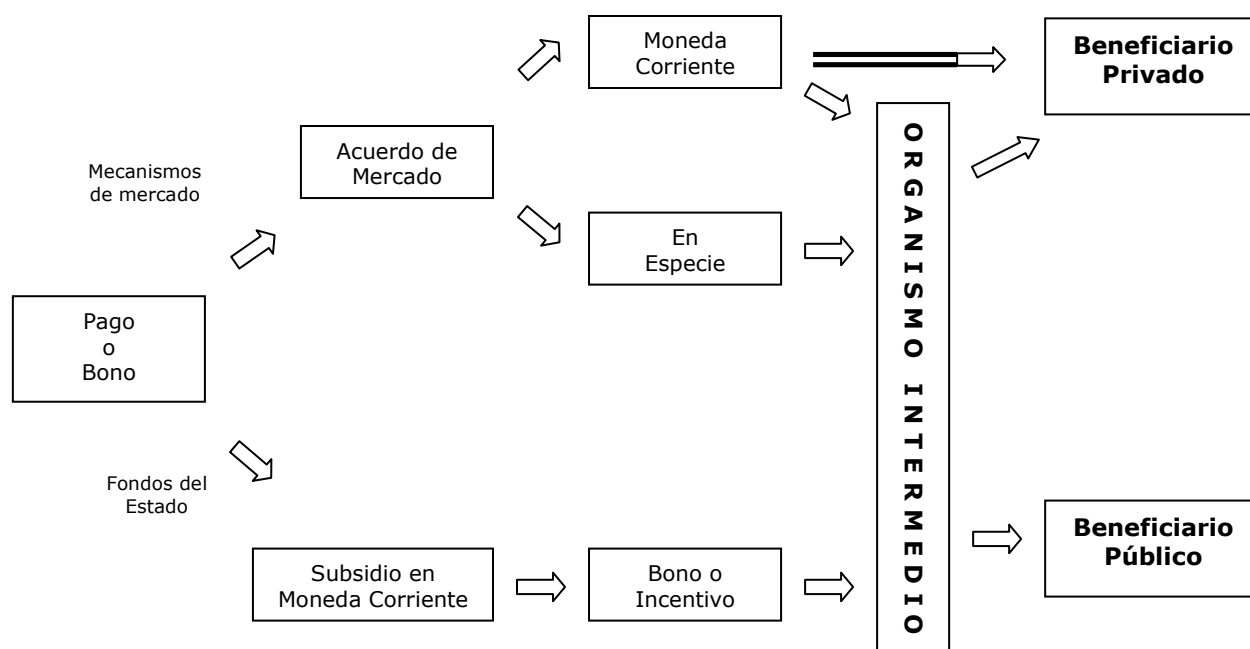 Moneda
Corriente
Beneficiario
Privado
Acuerdo de
Mercado
Mecanismos
de mercado
En
Especie
Pago
o
Bono
Fondos del
Estado
Subsidio en
Moneda Corriente
Bono o
Incentivo
ORGANISMO INTERMEDIO
Beneficiario
Público